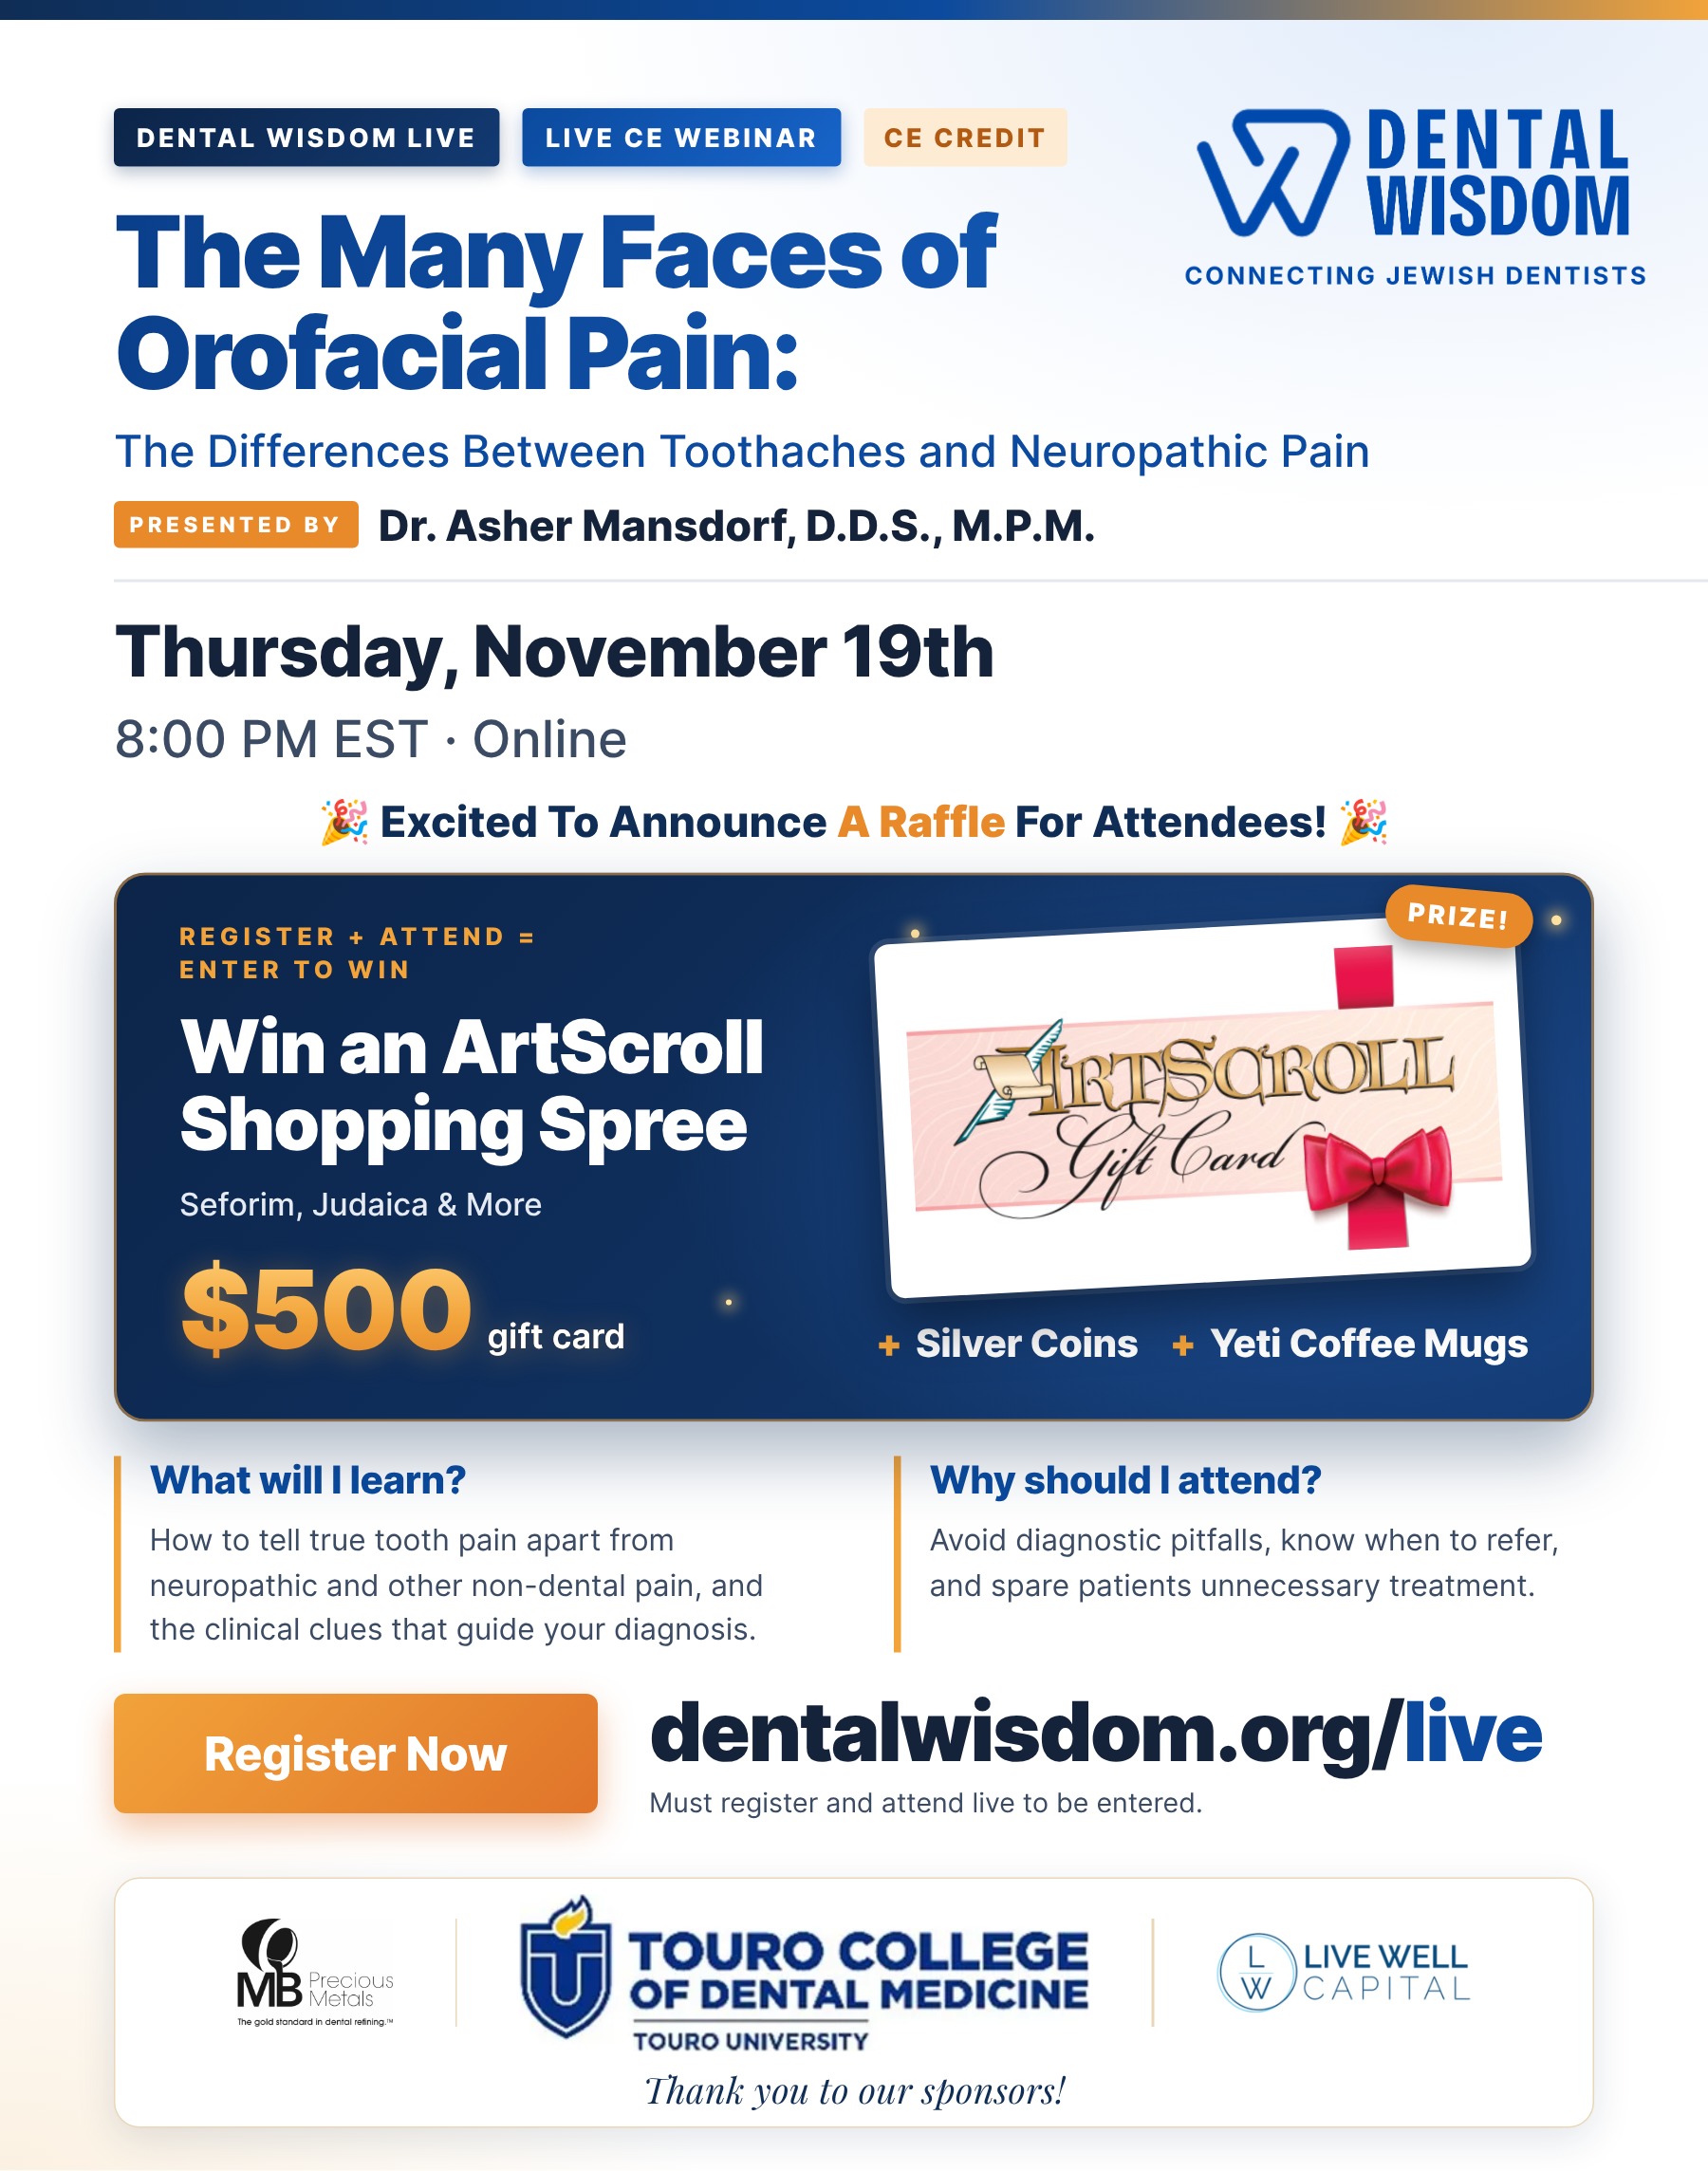 DENTAL WISDOM LIVE
LIVE CE WEBINAR
CE CREDIT
DENTAL
WISDOM
CONNECTING JEWISH DENTISTS
The Many Faces of
Orofacial Pain:
The Differences Between Toothaches and Neuropathic Pain
PRESENTED BY
Dr. Asher Mansdorf, D.D.S., M.P.M.
Thursday, November 19th
8:00 PM EST · Online
🎉 Excited To Announce A Raffle For Attendees! 🎉
REGISTER + ATTEND =
ENTER TO WIN
Win an ArtScroll
Shopping Spree
Seforim, Judaica & More
$500 gift card
PRIZE!
ARTSCROLL
Gift Card
+ Silver Coins + Yeti Coffee Mugs
What will I learn?
How to tell true tooth pain apart from
neuropathic and other non-dental pain, and
the clinical clues that guide your diagnosis.
Why should I attend?
Avoid diagnostic pitfalls, know when to refer,
and spare patients unnecessary treatment.
Register Now
dentalwisdom.org/live
Must register and attend live to be entered.
MB Precious
Metals
The gold standard in dental refining.™
TOURO COLLEGE
OF DENTAL MEDICINE
TOURO UNIVERSITY
L
W
LIVE WELL
CAPITAL
Thank you to our sponsors!